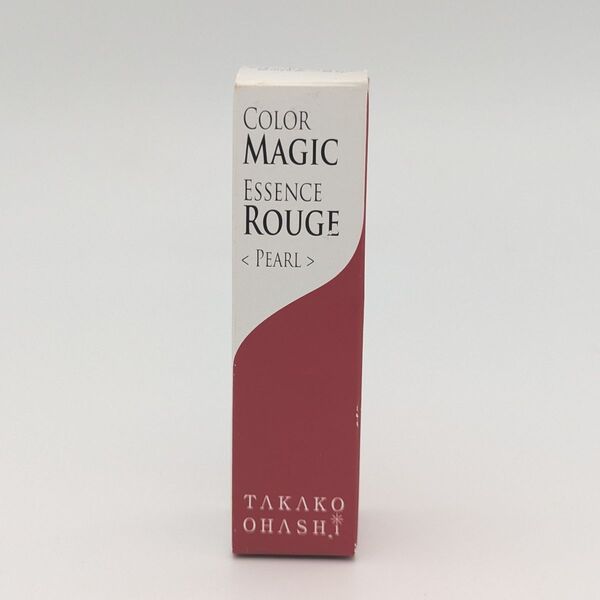 COLOR
MAGIC
ESSENCE
ROUGE
< PEARL >
TAKAKO
OHASHI